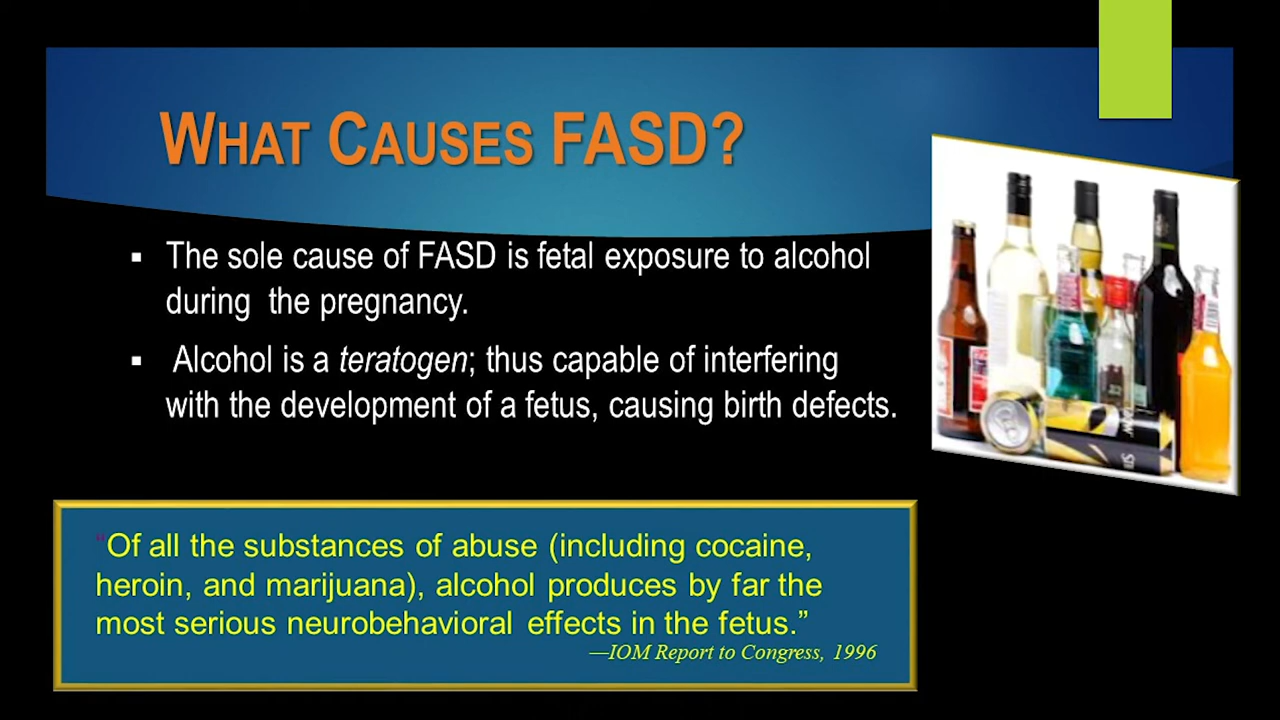 WHAT CAUSES FASD?
▪ The sole cause of FASD is fetal exposure to alcohol
during the pregnancy.
▪ Alcohol is a teratogen; thus capable of interfering
with the development of a fetus, causing birth defects.
“Of all the substances of abuse (including cocaine,
heroin, and marijuana), alcohol produces by far the
most serious neurobehavioral effects in the fetus.”
—IOM Report to Congress, 1996